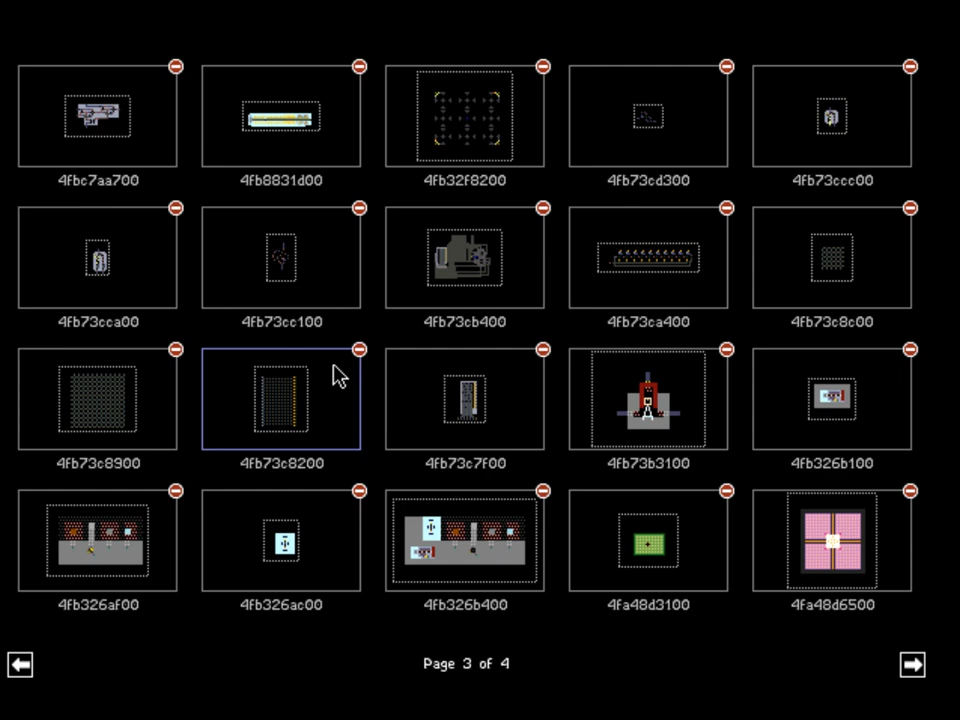 4fbc7aa700 4fb8831d00 4fb32f8200 4fb73cd300 4fb73ccc00
4fb73cca00 4fb73cc100 4fb73cb400 4fb73ca400 4fb73c8c00
4fb73c8900 4fb73c8200 4fb73c7f00 4fb73b3100 4fb326b100
4fb326af00 4fb326ac00 4fb326b400 4fa48d3100 4fa48d6500
Page 3 of 4